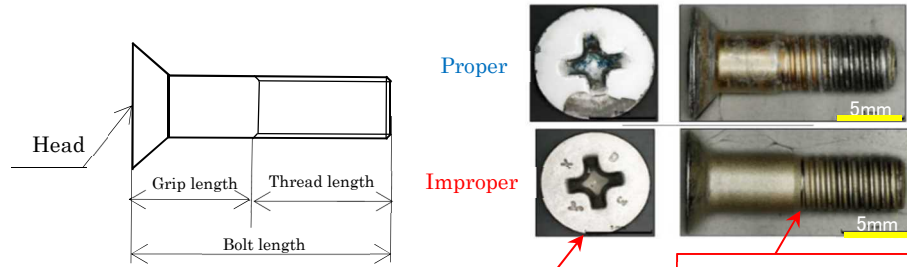 Head
Grip length
Thread length
Bolt length
Proper
5mm
Improper
5mm